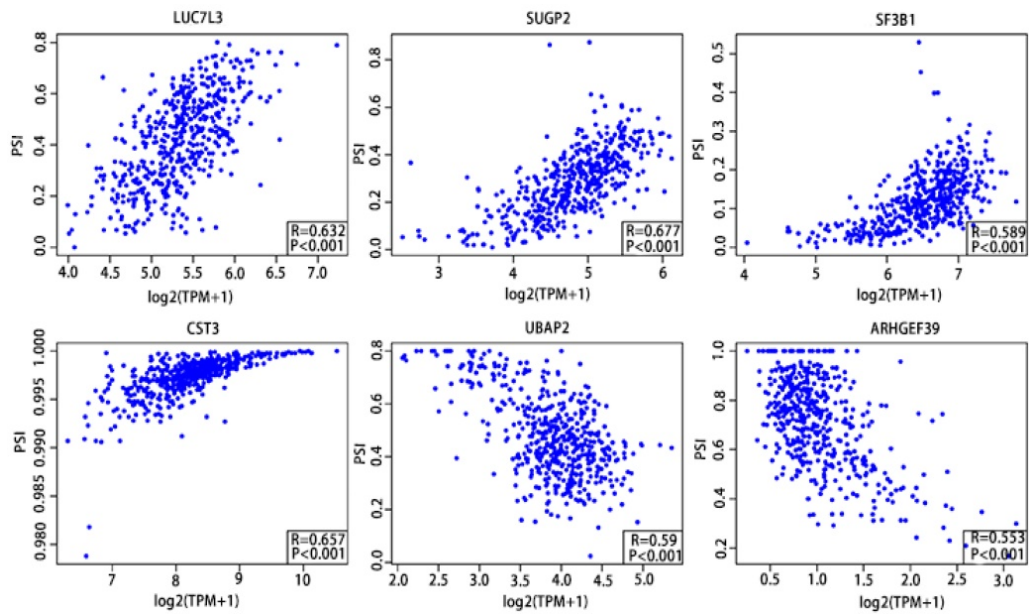 LUC7L3
SUGP2
SF3B1
PSI
0.0 0.2 0.4 0.6 0.8
4.0 4.5 5.0 5.5 6.0 6.5 7.0
log2(TPM+1)
R=0.632
P<0.001
PSI
0.0 0.2 0.4 0.6 0.8
3 4 5 6
log2(TPM+1)
R=0.677
P<0.001
PSI
0.0 0.1 0.2 0.3 0.4 0.5
4 5 6 7
log2(TPM+1)
R=0.589
P<0.001
CST3
UBAP2
ARHGEF39
PSI
0.980 0.985 0.990 0.995 1.000
7 8 9 10
log2(TPM+1)
R=0.657
P<0.001
PSI
0.0 0.2 0.4 0.6 0.8
2.0 2.5 3.0 3.5 4.0 4.5 5.0
log2(TPM+1)
R=0.59
P<0.001
PSI
0.2 0.4 0.6 0.8 1.0
0.5 1.0 1.5 2.0 2.5 3.0
log2(TPM+1)
R=0.553
P<0.001